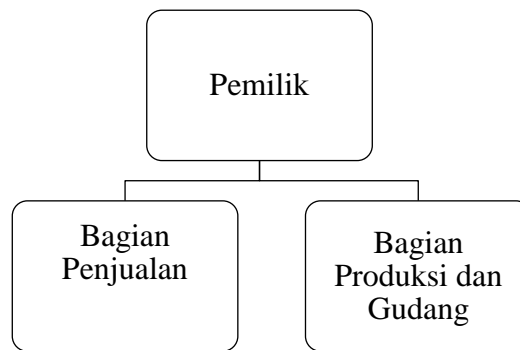 Pemilik
Bagian
Penjualan
Bagian
Produksi dan
Gudang